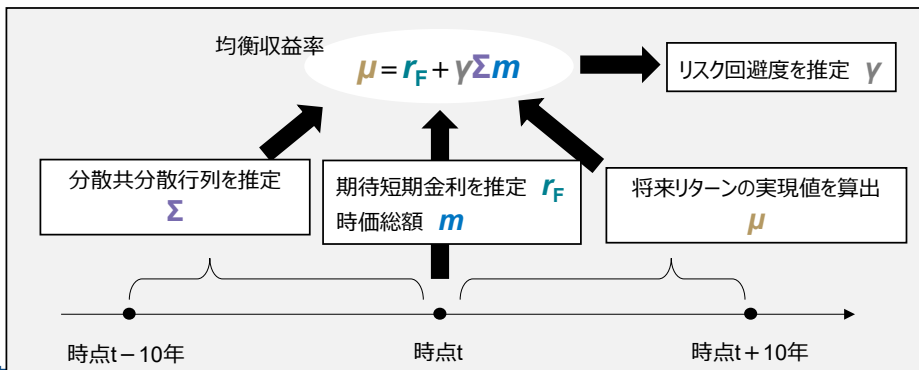 均衡収益率
μ = rF + γΣm
リスク回避度を推定 γ
分散共分散行列を推定
Σ
期待短期金利を推定 rF
時価総額 m
将来リターンの実現値を算出
μ
時点t－10年
時点t
時点t＋10年